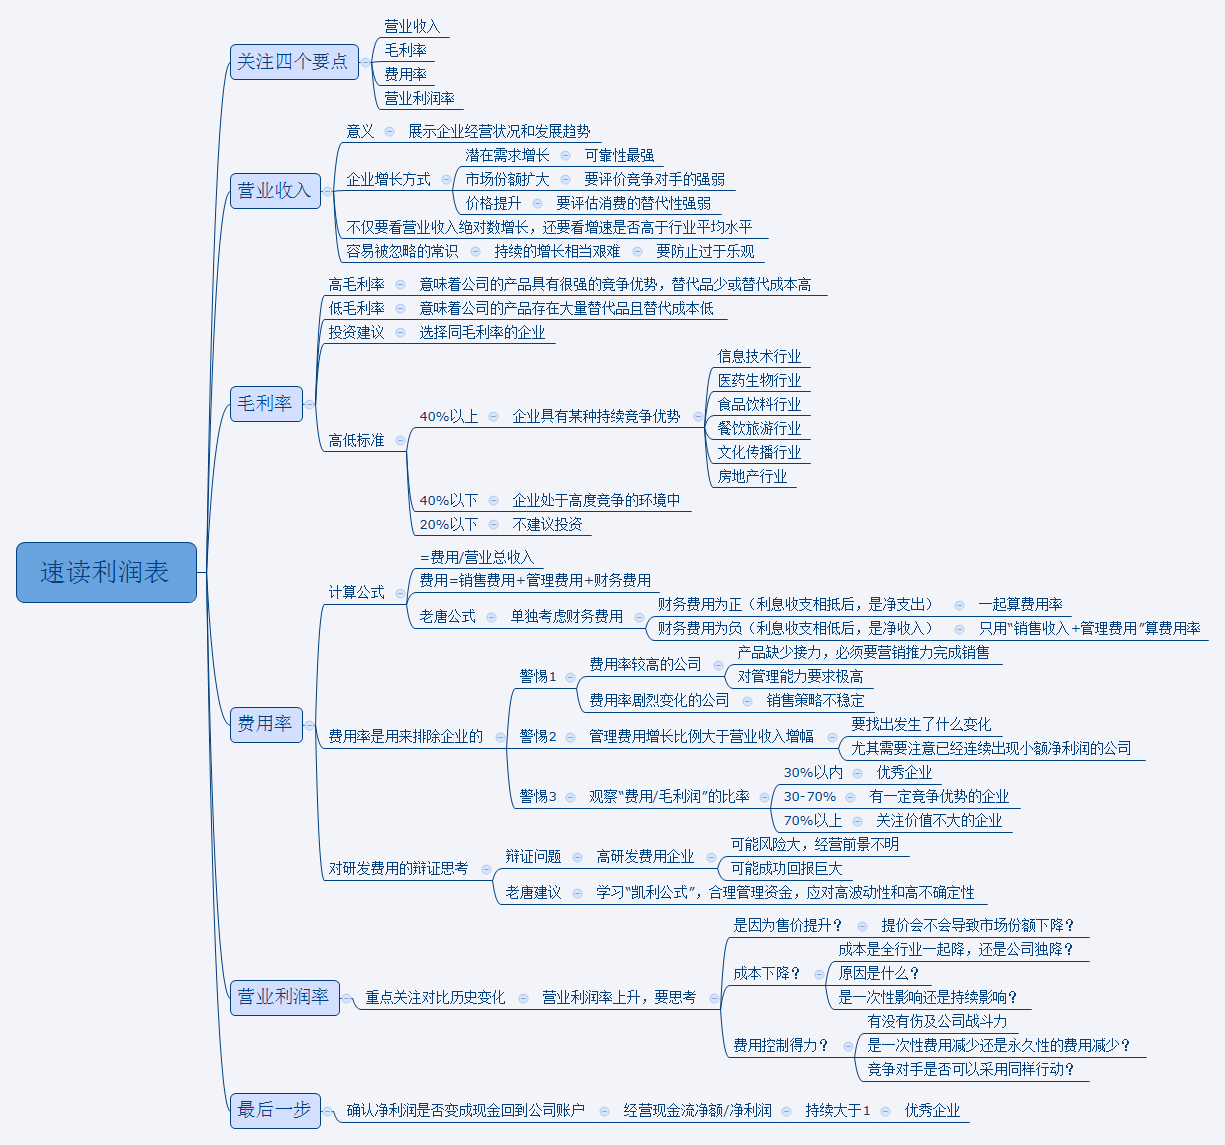 速读利润表
关注四个要点
营业收入
毛利率
费用率
营业利润率
营业收入
意义
展示企业经营状况和发展趋势
企业增长方式
潜在需求增长
可靠性最强
市场份额扩大
要评价竞争对手的强弱
价格提升
要评估消费的替代性强弱
不仅要看营业收入绝对数增长，还要看增速是否高于行业平均水平
容易被忽略的常识
持续的增长相当艰难
要防止过于乐观
毛利率
高毛利率
意味着公司的产品具有很强的竞争优势，替代品少或替代成本高
低毛利率
意味着公司的产品存在大量替代品且替代成本低
投资建议
选择同毛利率的企业
高低标准
40%以上
企业具有某种持续竞争优势
信息技术行业
医药生物行业
食品饮料行业
餐饮旅游行业
文化传播行业
房地产行业
40%以下
企业处于高度竞争的环境中
20%以下
不建议投资
费用率
计算公式
=费用/营业总收入
费用=销售费用+管理费用+财务费用
老唐公式
单独考虑财务费用
财务费用为正（利息收支相抵后，是净支出）
一起算费用率
财务费用为负（利息收支相低后，是净收入）
只用“销售收入+管理费用”算费用率
费用率是用来排除企业的
警惕1
费用率较高的公司
产品缺少接力，必须要营销推力完成销售
对管理能力要求极高
费用率剧烈变化的公司
销售策略不稳定
警惕2
管理费用增长比例大于营业收入增幅
要找出发生了什么变化
尤其需要注意已经连续出现小额净利润的公司
警惕3
观察“费用/毛利润”的比率
30%以内
优秀企业
30-70%
有一定竞争优势的企业
70%以上
关注价值不大的企业
对研发费用的辩证思考
辩证问题
高研发费用企业
可能风险大，经营前景不明
可能成功回报巨大
老唐建议
学习“凯利公式”，合理管理资金，应对高波动性和高不确定性
营业利润率
重点关注对比历史变化
营业利润率上升，要思考
是因为售价提升？
提价会不会导致市场份额下降？
成本下降？
成本是全行业一起降，还是公司独降？
原因是什么？
是一次性影响还是持续影响？
费用控制得力？
有没有伤及公司战斗力
是一次性费用减少还是永久性的费用减少？
竞争对手是否可以采用同样行动？
最后一步
确认净利润是否变成现金回到公司账户
经营现金流净额/净利润
持续大于1
优秀企业